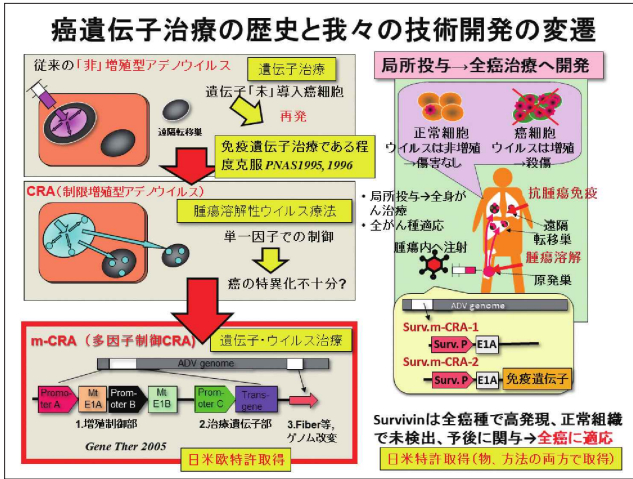 癌遺伝子治療の歴史と我々の技術開発の変遷
従来の「非」増殖型アデノウイルス
遺伝子治療
遺伝子「未」導入癌細胞
再発
遠隔転移巣
免疫遺伝子治療である程
度克服 PNAS1995, 1996
CRA(制限増殖型アデノウイルス)
腫瘍溶解性ウイルス療法
単一因子での制御
癌の特異化不十分?
m-CRA (多因子制御CRA)
遺伝子・ウイルス治療
ADV genome
Promo-
ter A
Mt.
E1A
Pro-
moter B
Mt
E1B
Prom-
oter C
Trans-
gene
1.増殖制御部
2.治療遺伝子部
3.Fiber等,
ゲノム改変
Gene Ther 2005
日米欧特許取得
局所投与→全癌治療へ開発
正常細胞
ウイルスは非増殖
→傷害なし
癌細胞
ウイルスは増殖
→殺傷
・局所投与→全身が
ん治療
・全がん種適応
抗腫瘍免疫
遠隔
転移巣
腫瘍内へ注射
腫瘍溶解
原発巣
ADV genome
Surv.m-CRA-1
Surv. P
E1A
Surv.m-CRA-2
Surv. P
E1A
免疫遺伝子
Survivinは全癌種で高発現、正常組織
で未検出、予後に関与→全癌に適応
日米特許取得(物、方法の両方で取得)